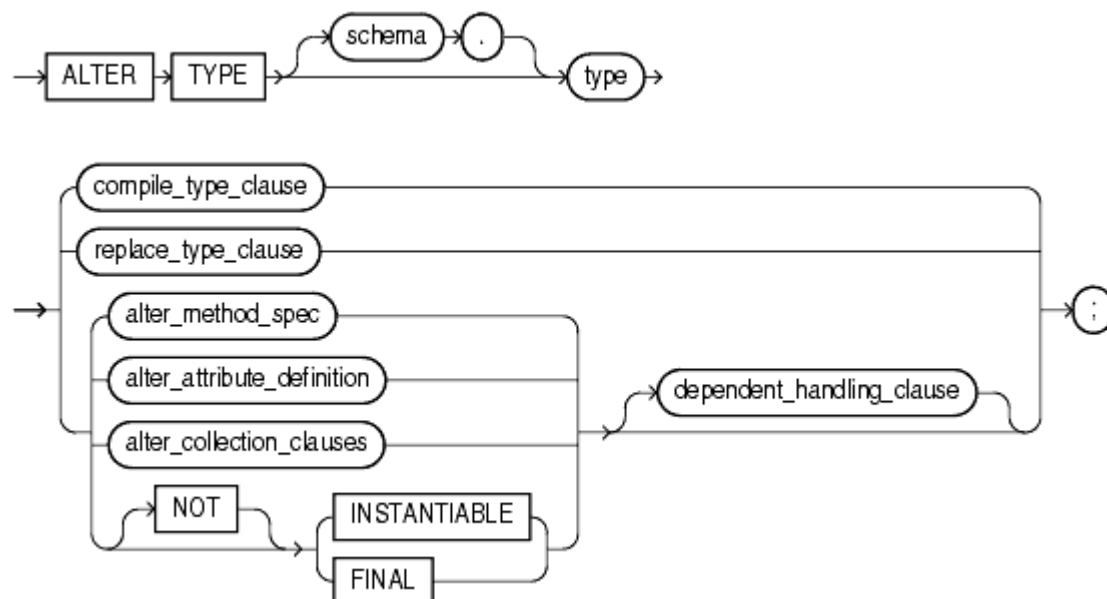 schema .
ALTER TYPE type
compile_type_clause
replace_type_clause
alter_method_spec
;
alter_attribute_definition dependent_handling_clause
alter_collection_clauses
NOT INSTANTIABLE
FINAL